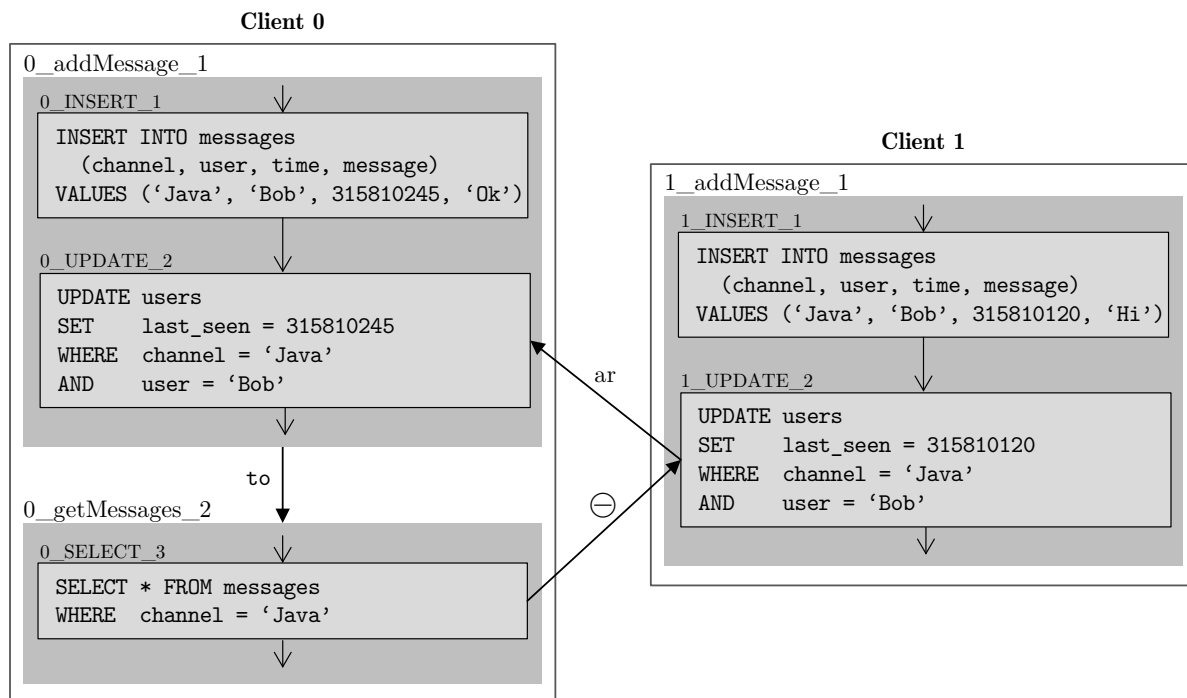 Client 0
0_addMessage_1
0_INSERT_1
INSERT INTO messages
(channel, user, time, message)
VALUES (‘Java’, ‘Bob’, 315810245, ‘Ok’)
0_UPDATE_2
UPDATE users
SET last_seen = 315810245
WHERE channel = ‘Java’
AND user = ‘Bob’
to
0_getMessages_2
0_SELECT_3
SELECT * FROM messages
WHERE channel = ‘Java’
ar
⊖
Client 1
1_addMessage_1
1_INSERT_1
INSERT INTO messages
(channel, user, time, message)
VALUES (‘Java’, ‘Bob’, 315810120, ‘Hi’)
1_UPDATE_2
UPDATE users
SET last_seen = 315810120
WHERE channel = ‘Java’
AND user = ‘Bob’